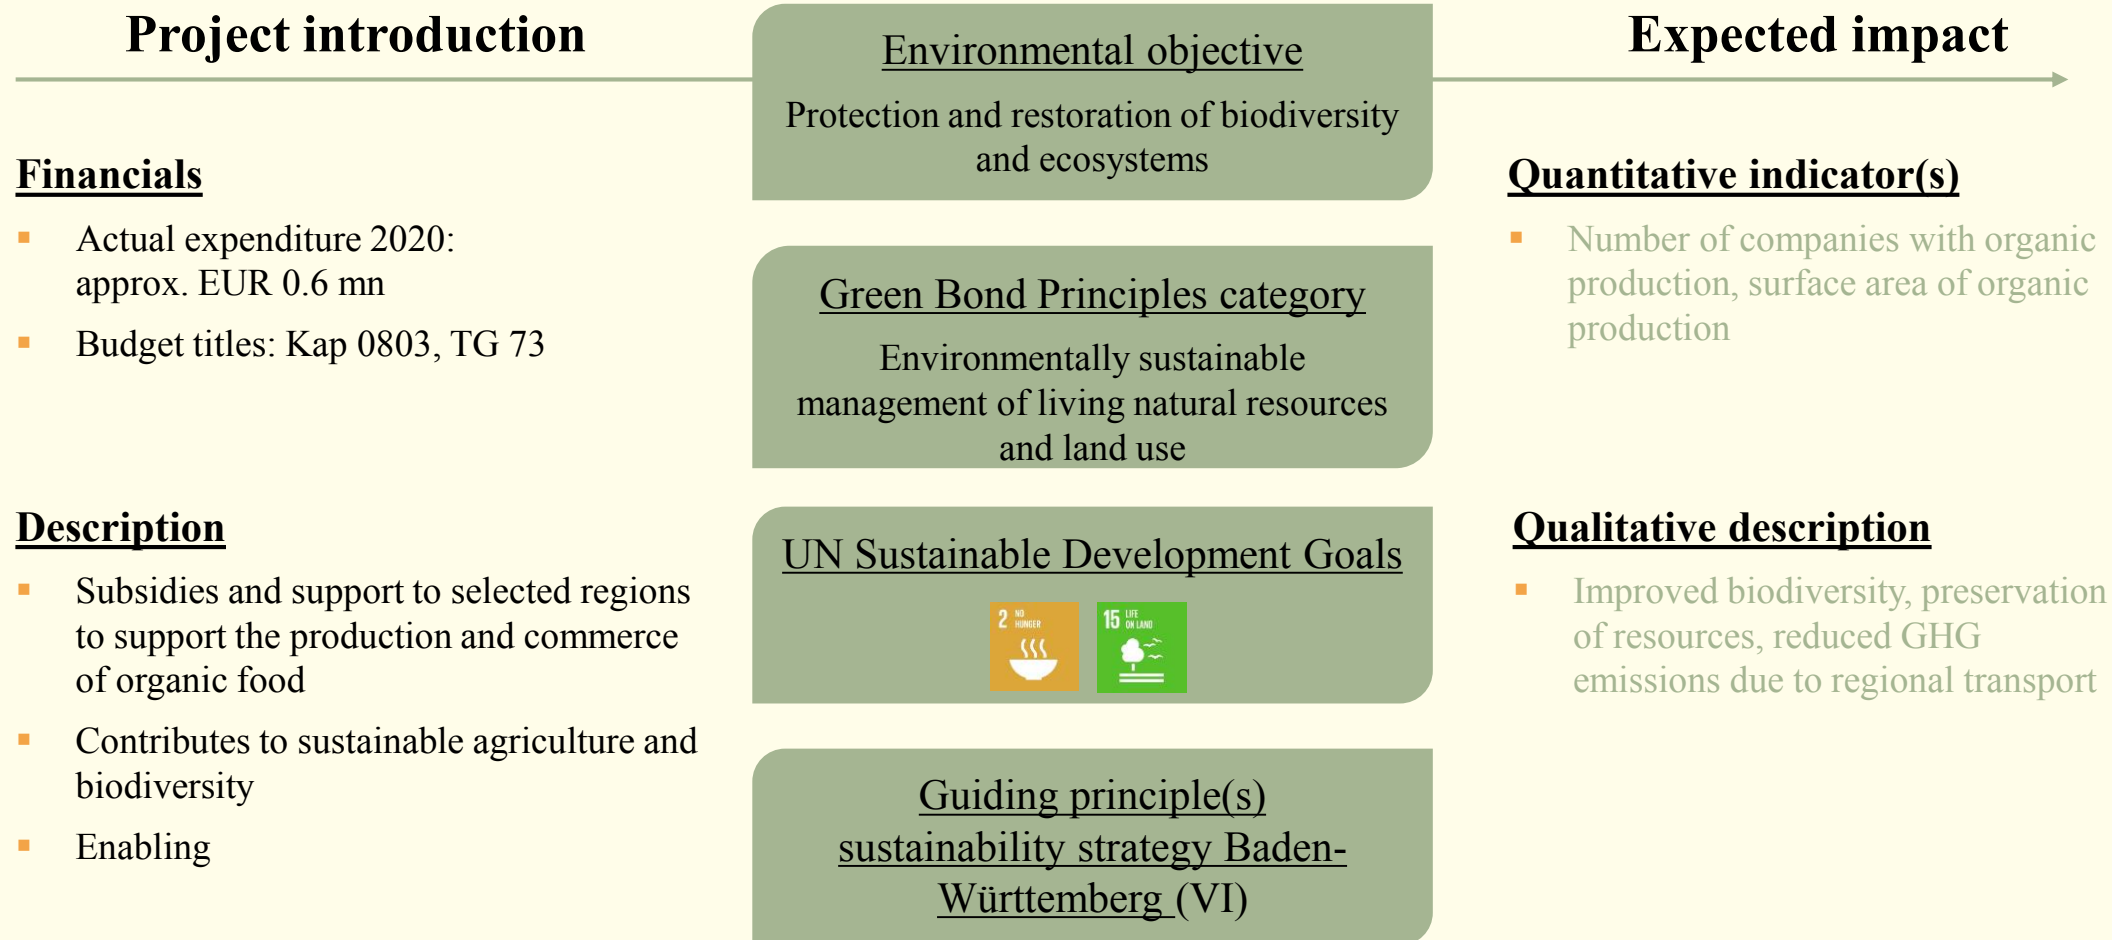 Project introduction
Financials
Actual expenditure 2020:
approx. EUR 0.6 mn
Budget titles: Kap 0803, TG 73
Description
Subsidies and support to selected regions
to support the production and commerce
of organic food
Contributes to sustainable agriculture and
biodiversity
Enabling
Environmental objective
Protection and restoration of biodiversity
and ecosystems
Green Bond Principles category
Environmentally sustainable
management of living natural resources
and land use
UN Sustainable Development Goals
2 NO
HUNGER
15 LIFE
ON LAND
Guiding principle(s)
sustainability strategy Baden-
Württemberg (VI)
Expected impact
Quantitative indicator(s)
Number of companies with organic
production, surface area of organic
production
Qualitative description
Improved biodiversity, preservation
of resources, reduced GHG
emissions due to regional transport